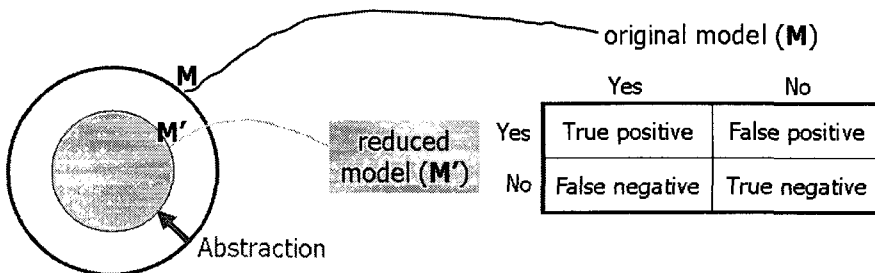 original model (M)
M
Yes No
M'
reduced
model (M')
Yes True positive False positive
No False negative True negative
Abstraction